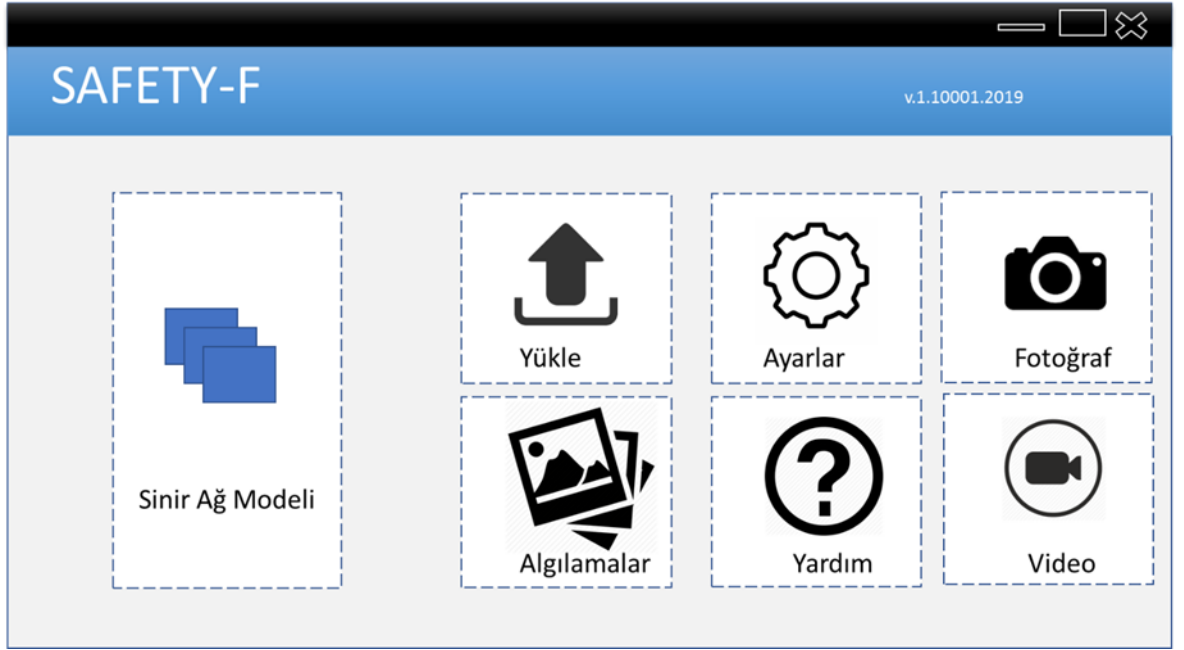 SAFETY-F
v.1.10001.2019
Sinir Ağ Modeli
Yükle
Ayarlar
Fotoğraf
Algılamalar
Yardım
Video